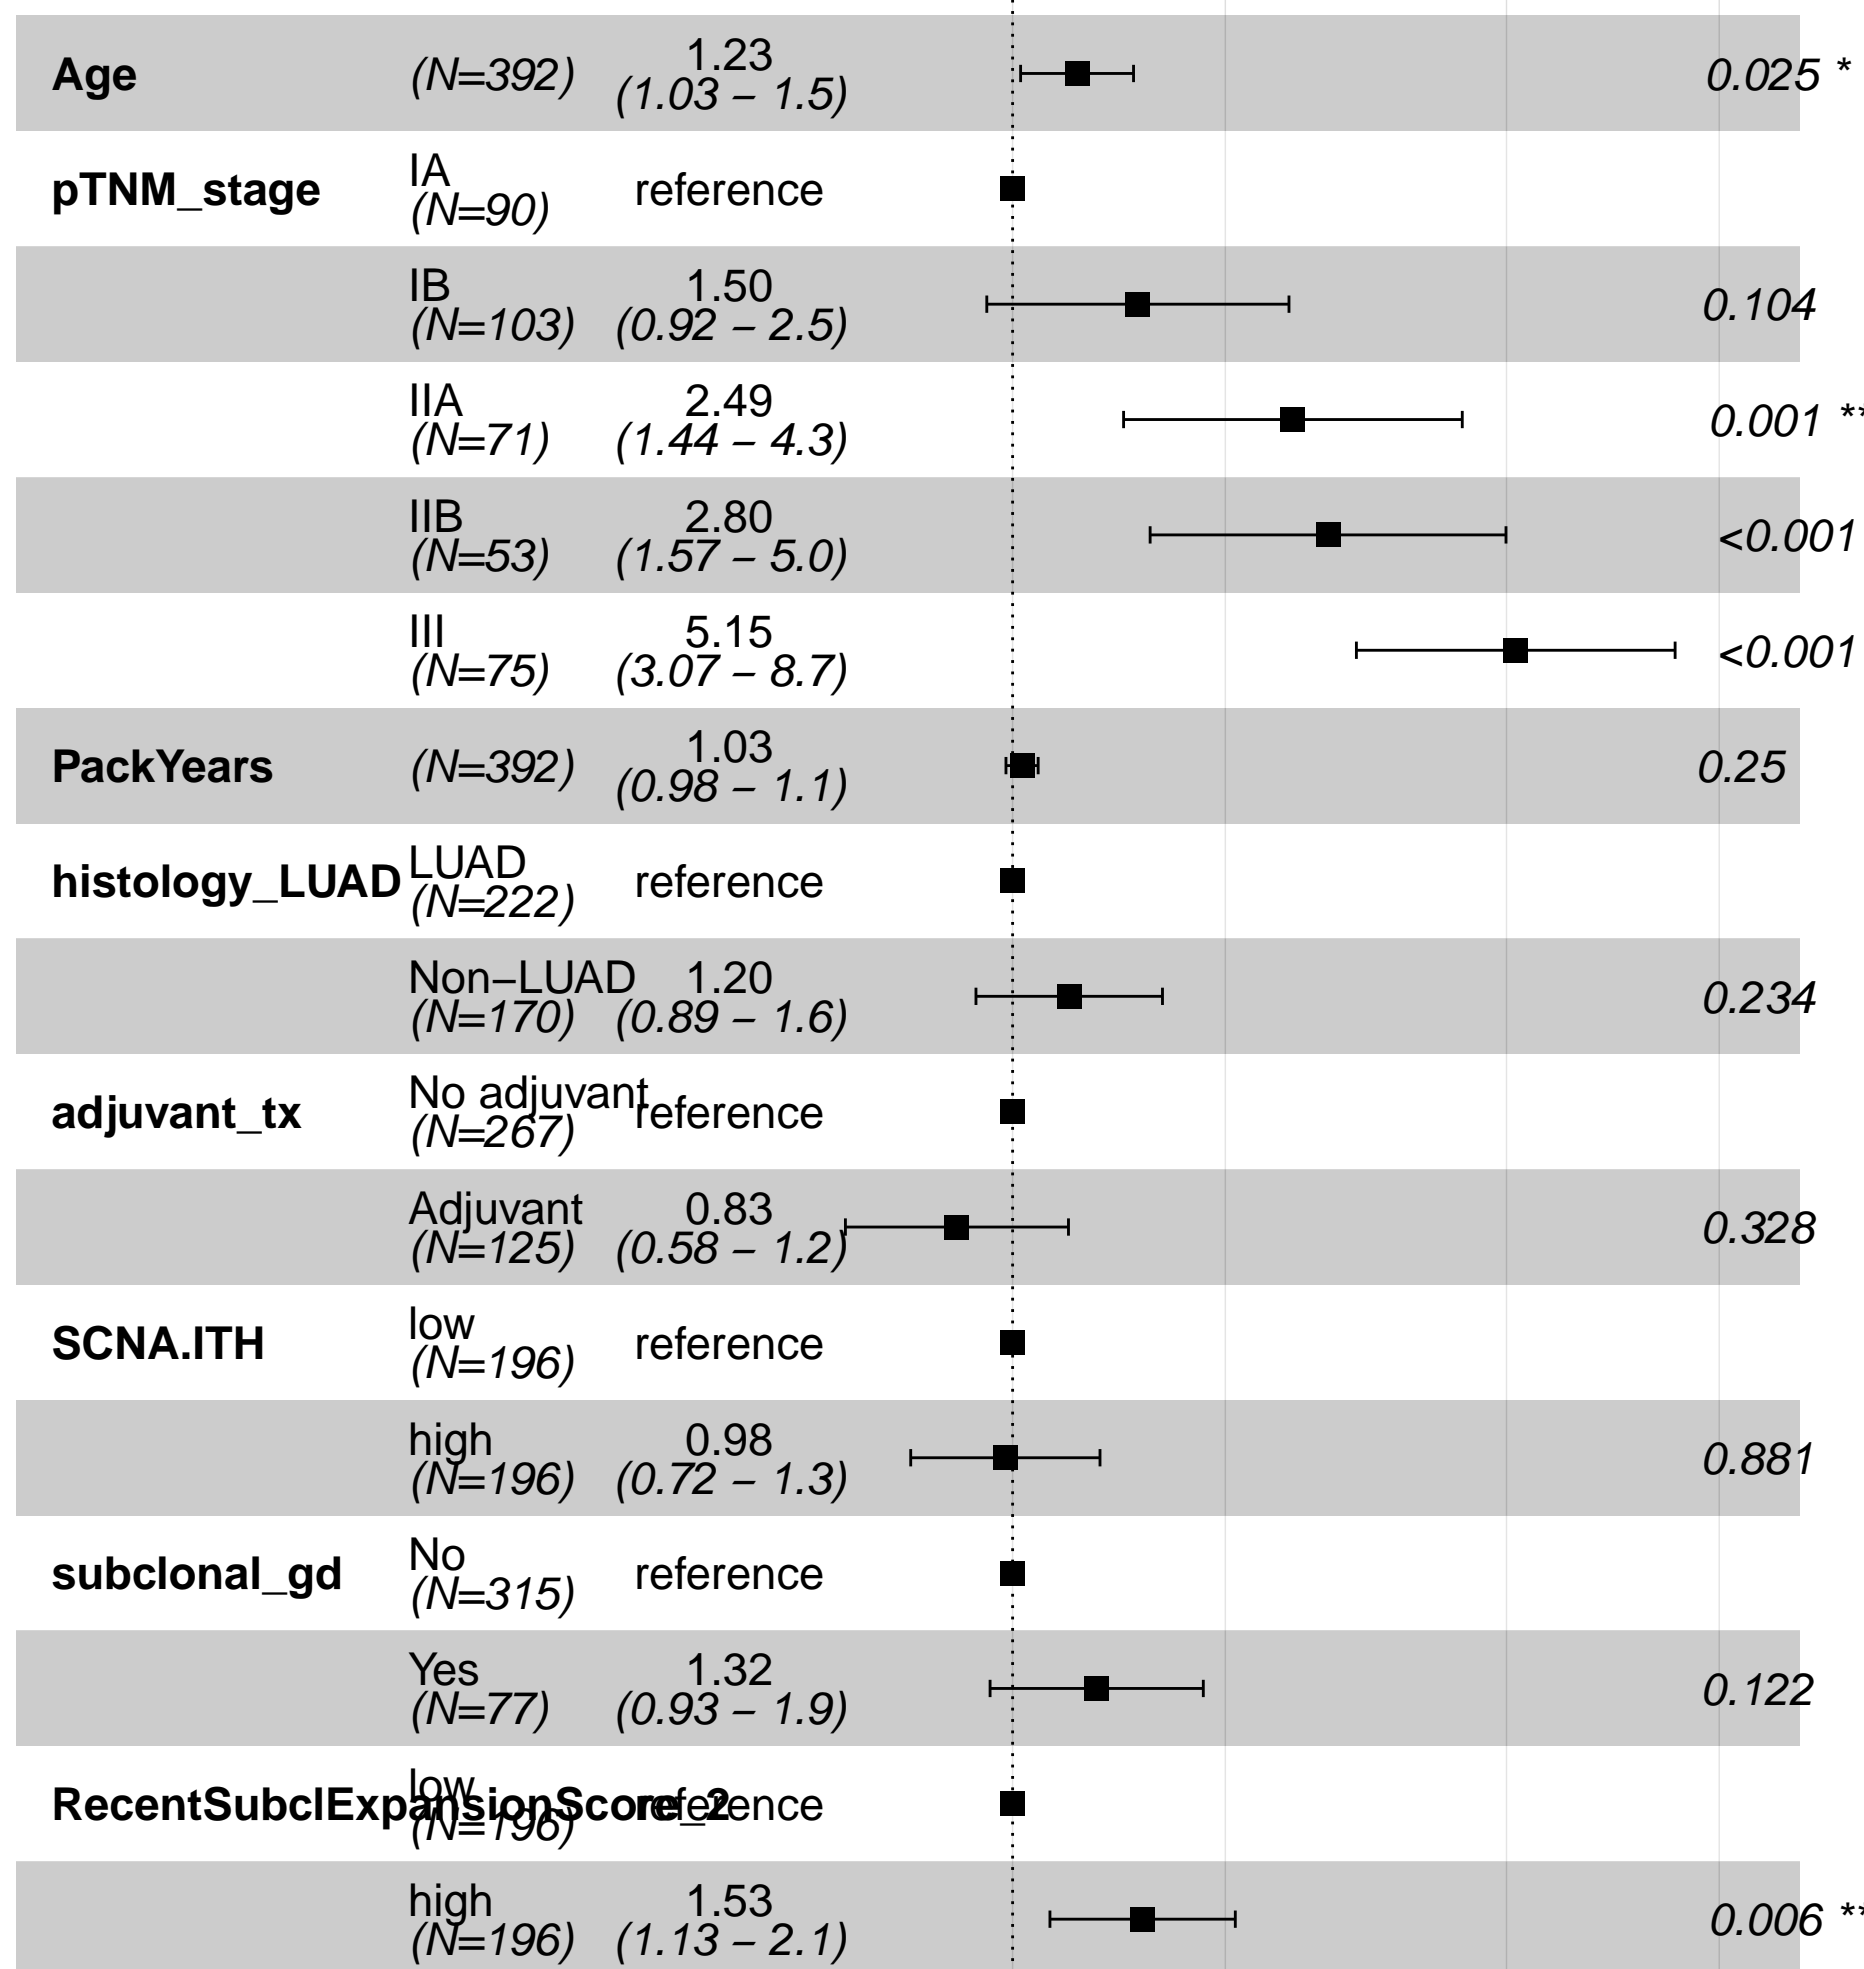 Age (N=392) 1.23 (1.03 – 1.5) 0.025 *
pTNM_stage IA (N=90) reference
IB (N=103) 1.50 (0.92 – 2.5) 0.104
IIA (N=71) 2.49 (1.44 – 4.3) 0.001 **
IIB (N=53) 2.80 (1.57 – 5.0) <0.001
III (N=75) 5.15 (3.07 – 8.7) <0.001
PackYears (N=392) 1.03 (0.98 – 1.1) 0.25
histology_LUAD LUAD (N=222) reference
Non–LUAD (N=170) 1.20 (0.89 – 1.6) 0.234
adjuvant_tx No adjuvant (N=267) reference
Adjuvant (N=125) 0.83 (0.58 – 1.2) 0.328
SCNA.ITH low (N=196) reference
high (N=196) 0.98 (0.72 – 1.3) 0.881
subclonal_gd No (N=315) reference
Yes (N=77) 1.32 (0.93 – 1.9) 0.122
RecentSubclExpansionScore_2 low (N=196) reference
high (N=196) 1.53 (1.13 – 2.1) 0.006 **